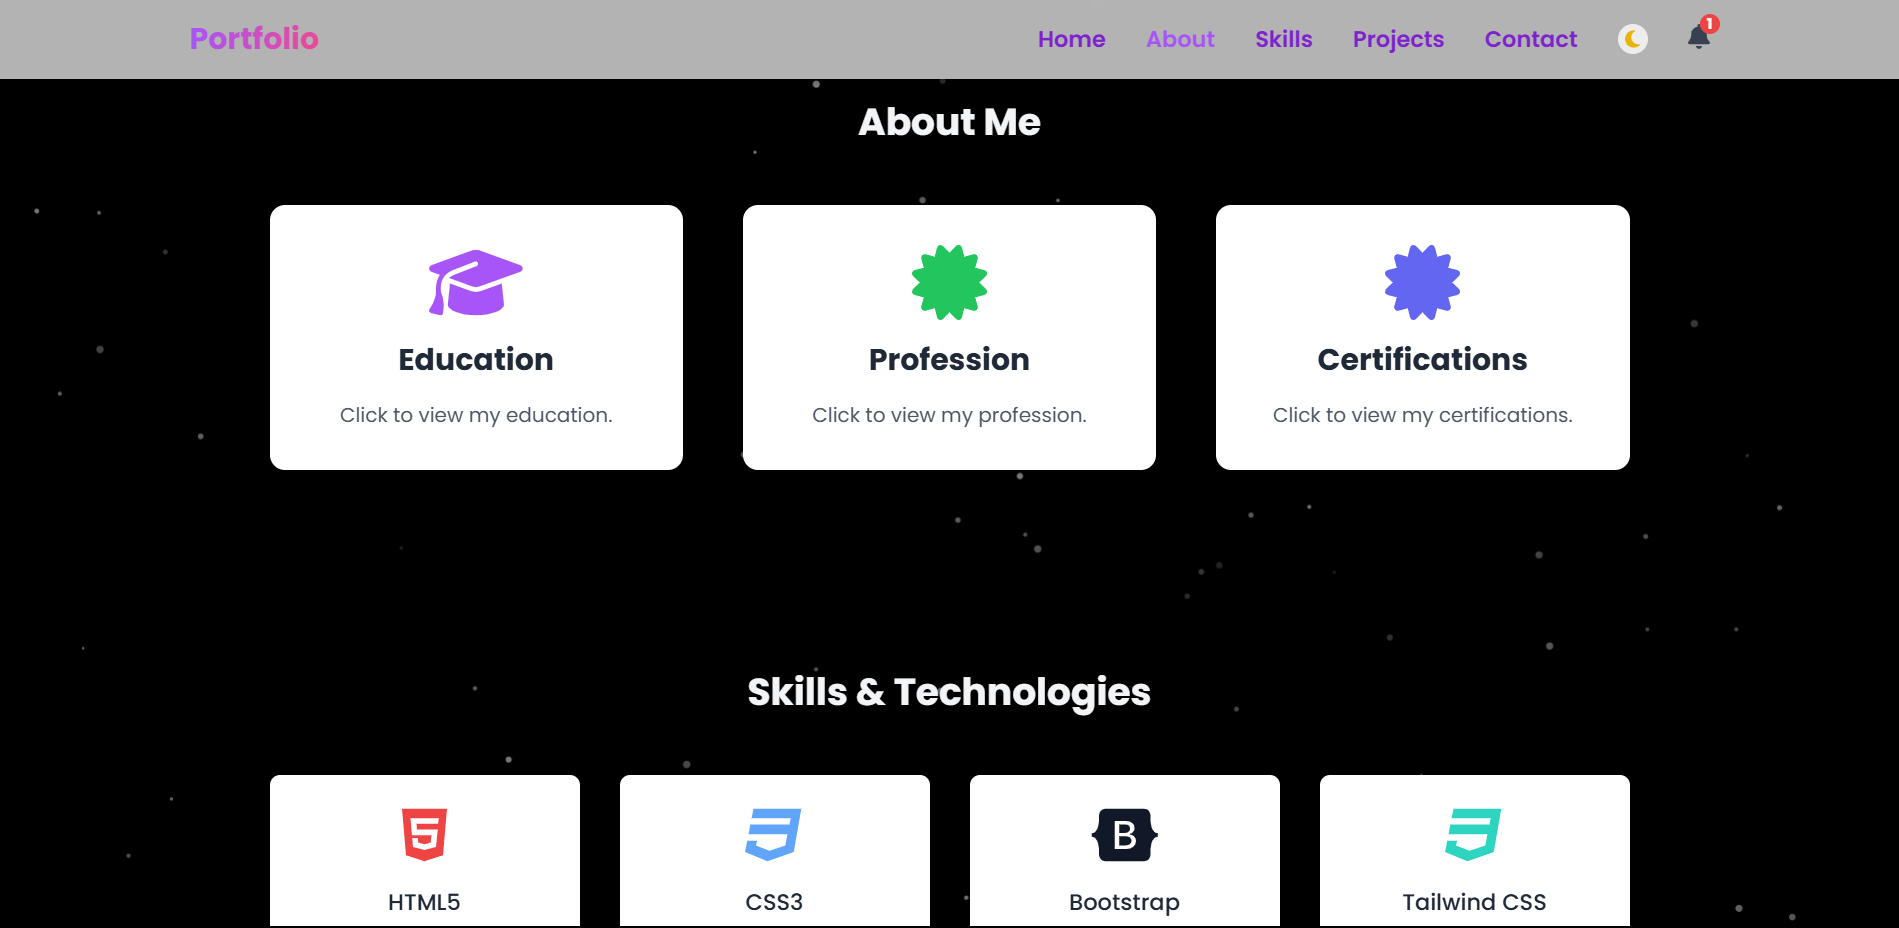 Portfolio
Home About Skills Projects Contact 1
About Me
Education Profession Certifications
Click to view my education. Click to view my profession. Click to view my certifications.
Skills & Technologies
5 B
HTML5 CSS3 Bootstrap Tailwind CSS